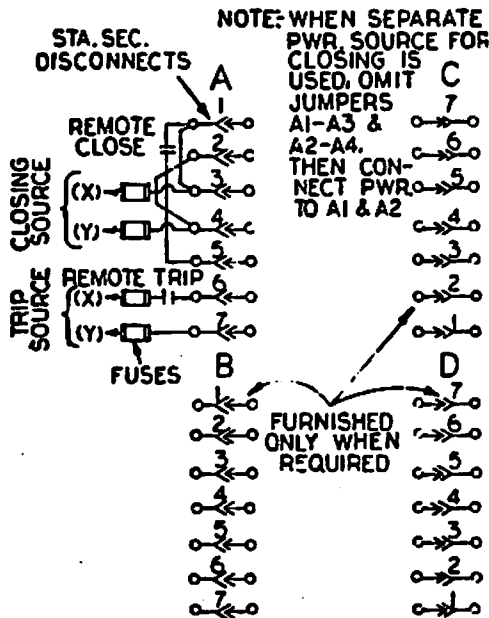 NOTE: WHEN SEPARATE
PWR. SOURCE FOR
CLOSING IS
USED, OMIT
JUMPERS
A1-A3 &
A2-A4.
THEN CON-
NECT PWR.
TO A1 & A2
STA. SEC.
DISCONNECTS
A
1
2
3
4
5
6
7
REMOTE
CLOSE
CLOSING
SOURCE
(X)
(Y)
TRIP
SOURCE
REMOTE TRIP
(X)
(Y)
FUSES
C
7
6
5
4
3
2
1
B
1
2
3
4
5
6
7
FURNISHED
ONLY WHEN
REQUIRED
D
7
6
5
4
3
2
1